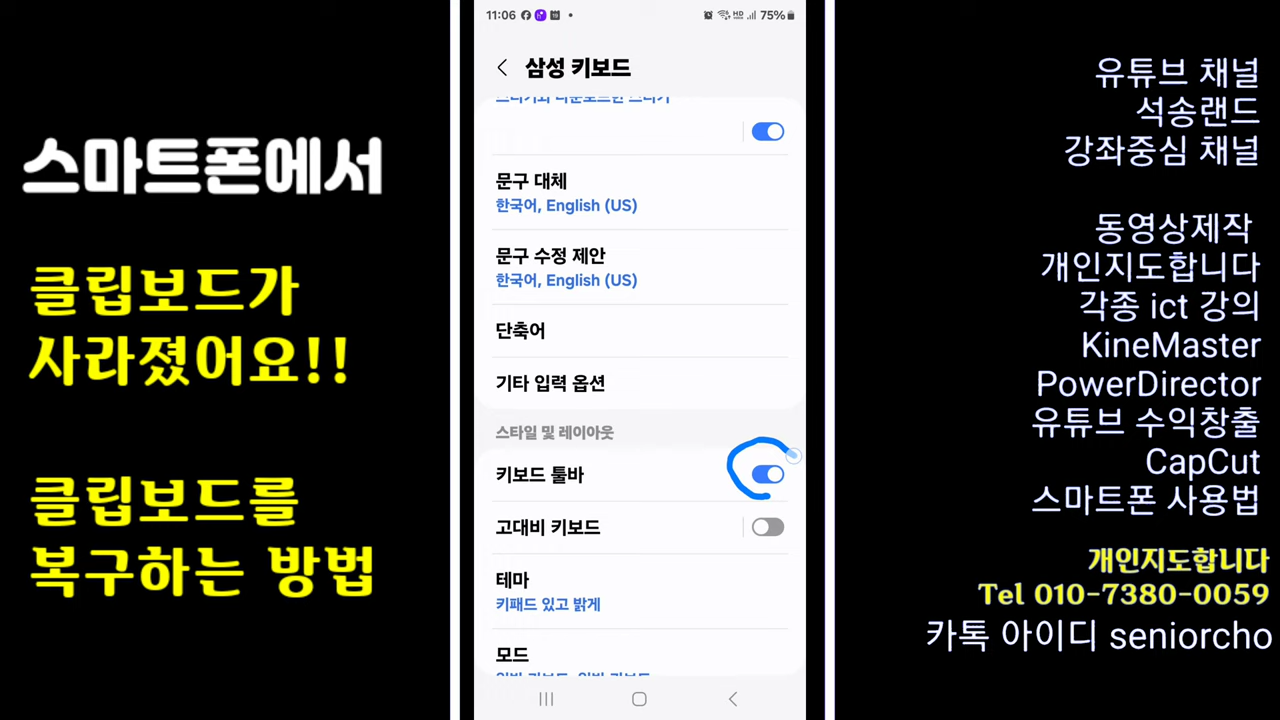 스마트폰에서
클립보드가
사라졌어요!!
클립보드를
복구하는 방법
11:06
75%
삼성 키보드
문구 대체
한국어, English (US)
문구 수정 제안
한국어, English (US)
단축어
기타 입력 옵션
스타일 및 레이아웃
키보드 툴바
고대비 키보드
테마
키패드 있고 밝게
모드
유튜브 채널
석송랜드
강좌중심 채널
동영상제작
개인지도합니다
각종 ict 강의
KineMaster
PowerDirector
유튜브 수익창출
CapCut
스마트폰 사용법
개인지도합니다
Tel 010-7380-0059
카톡 아이디 seniorcho